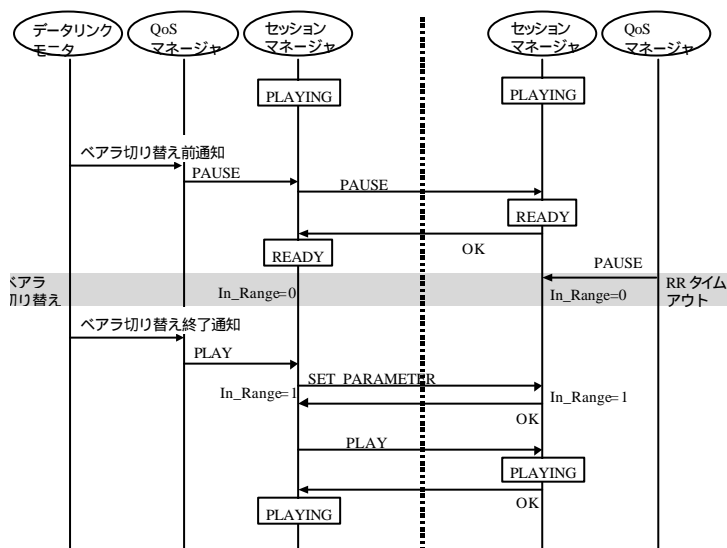 データリンク
モニタ
QoS
マネージャ
セッション
マネージャ
セッション
マネージャ
QoS
マネージャ
PLAYING
PLAYING
ベアラ切り替え前通知
PAUSE
PAUSE
READY
OK
READY
PAUSE
ベアラ
切り替え
In_Range=0
In_Range=0
RR タイム
アウト
ベアラ切り替え終了通知
PLAY
SET_PARAMETER
In_Range=1
In_Range=1
OK
PLAY
PLAYING
OK
PLAYING